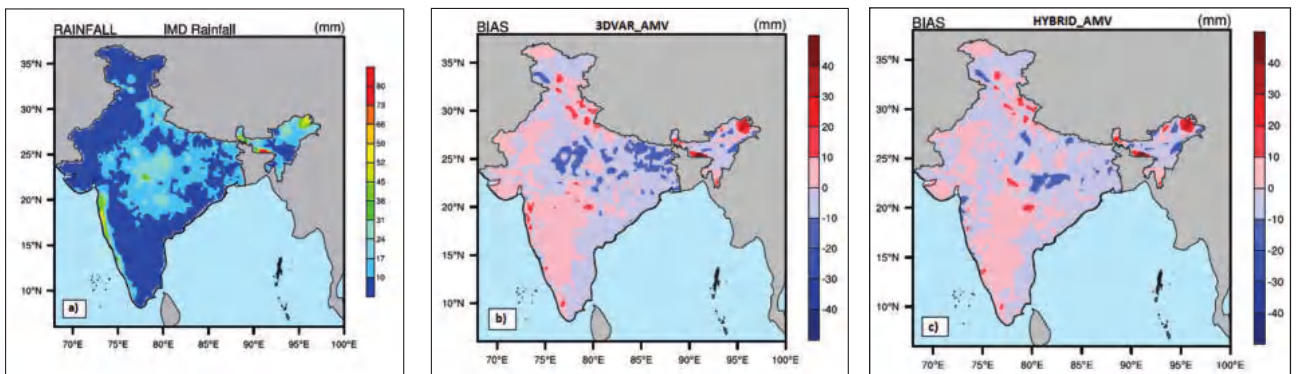 RAINFALL IMD Rainfall (mm)
35°N
30°N
25°N
20°N
15°N
10°N
a)
70°E 75°E 80°E 85°E 90°E 95°E 100°E
80
73
66
59
52
45
38
31
24
17
10
BIAS 3DVAR_AMV (mm)
35°N
30°N
25°N
20°N
15°N
10°N
b)
70°E 75°E 80°E 85°E 90°E 95°E 100°E
40
30
20
10
0
-10
-20
-30
-40
BIAS HYBRID_AMV (mm)
35°N
30°N
25°N
20°N
15°N
10°N
c)
70°E 75°E 80°E 85°E 90°E 95°E 100°E
40
30
20
10
0
-10
-20
-30
-40